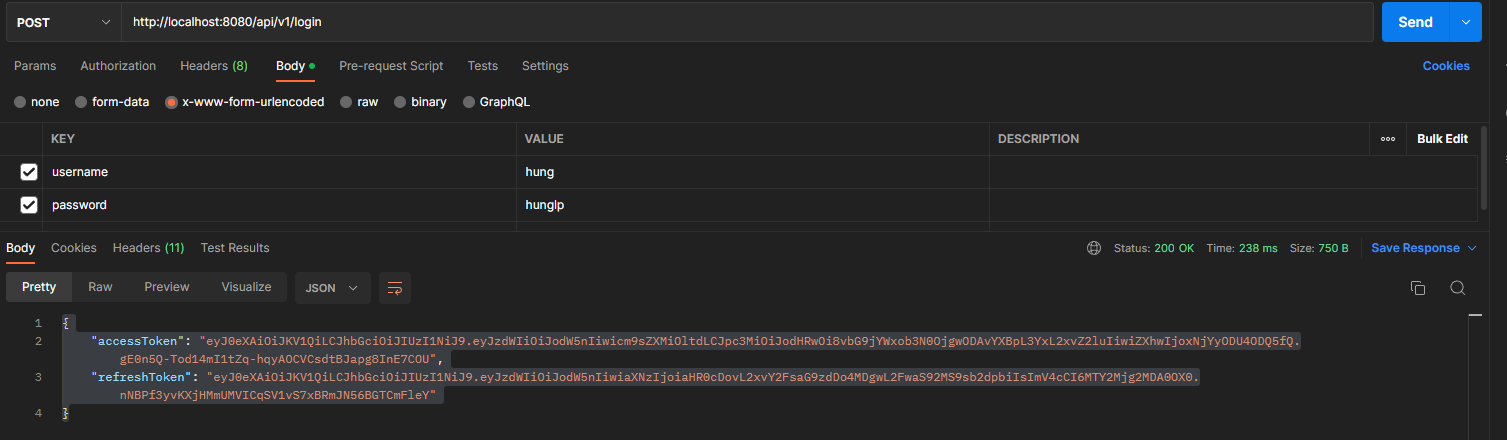 POST http://localhost:8080/api/v1/login Send
Params Authorization Headers (8) Body Pre-request Script Tests Settings Cookies
none form-data x-www-form-urlencoded raw binary GraphQL
KEY VALUE DESCRIPTION ooo Bulk Edit
username hung
password hunglp
Body Cookies Headers (11) Test Results Status: 200 OK Time: 238 ms Size: 750 B Save Response
Pretty Raw Preview Visualize JSON
1 {
2 "accessToken": "eyJ0eXAiOiJKV1QiLCJhbGciOiJIUzI1NiJ9.eyJzdWIiOiJodW5nIiwicm9sZXMiOltdLCJpc3MiOiJodHRwOi8vbG9jYWxob3N0OjgwODAvYXBpL3YxL2xvZ2luIiwiZXhwIjoxNjYyODU4ODQ5fQ.
gE0n5Q-Tod14mI1tZq-hqyAOCVCsdtBJapg8InE7COU",
3 "refreshToken": "eyJ0eXAiOiJKV1QiLCJhbGciOiJIUzI1NiJ9.eyJzdWIiOiJodW5nIiwiaXNzIjoiaHR0cDovL2xvY2FsaG9zdDo4MDgwL2FwaS92MS9sb2dpbiIsImV4cCI6MTY2Mjg2MDA0OX0.
nNBPf3yvKXjHMmUMVICqSV1vS7xBRmJN56BGTCmFleY"
4 }